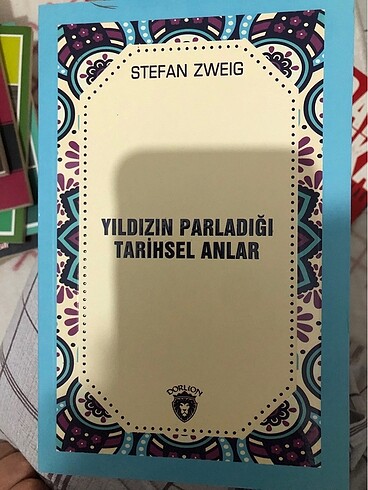 STEFAN ZWEIG
YILDIZIN PARLADIĞI
TARİHSEL ANLAR
DORLION